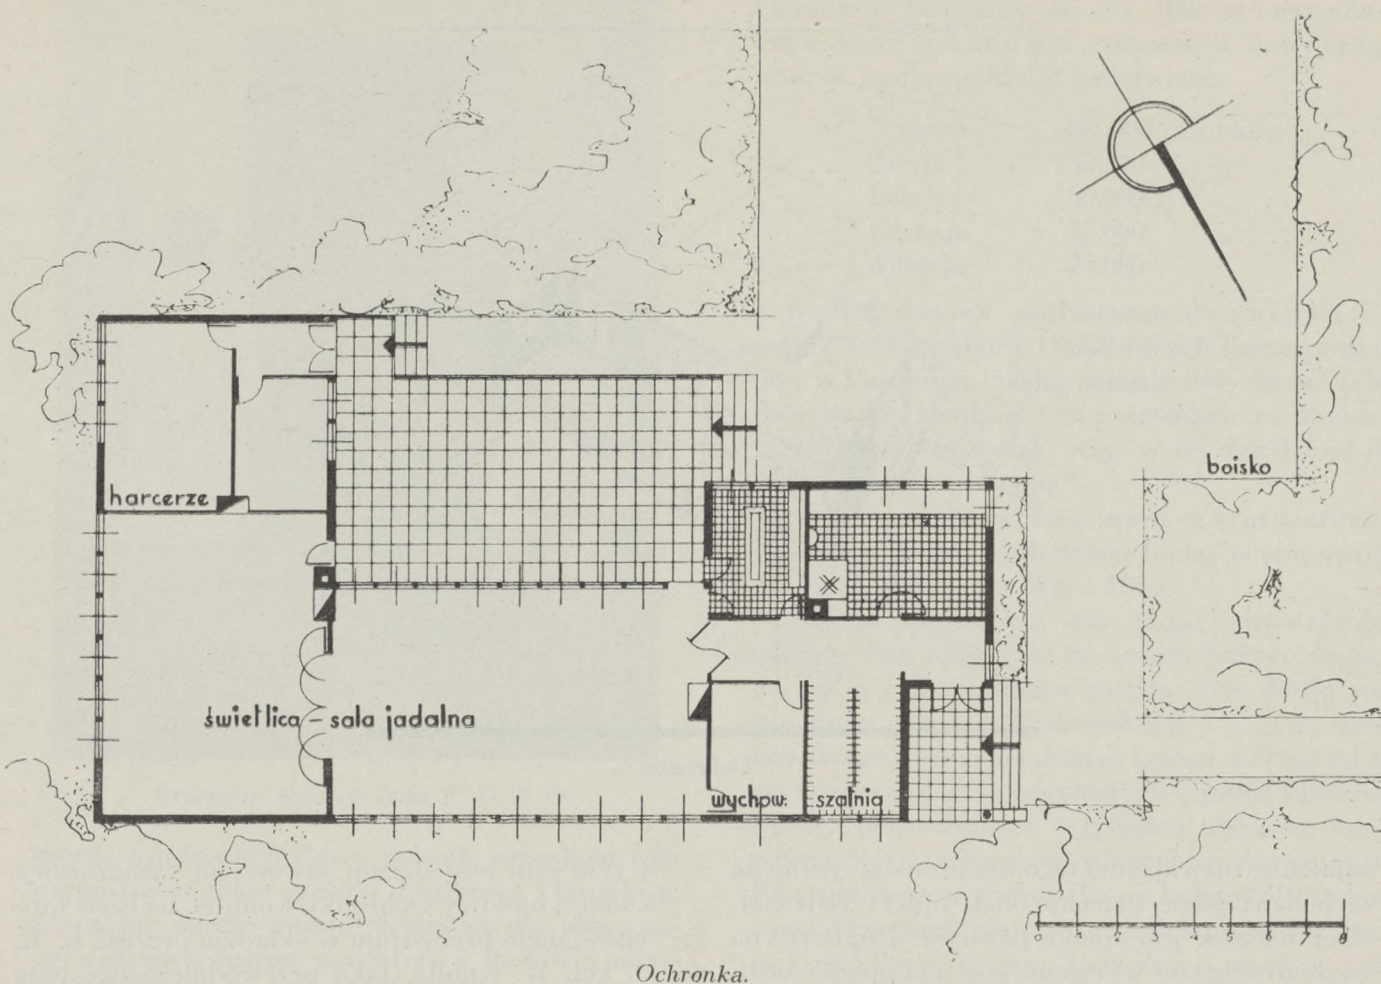 boisko
harcerze
świetlica – sala jadalna
wychow. szatnia
0 1 2 3 4 5 6 7 8
Ochronka.